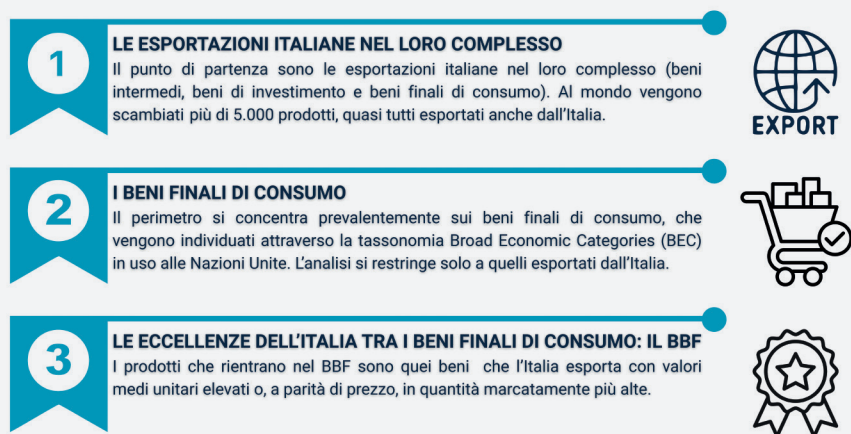 1
LE ESPORTAZIONI ITALIANE NEL LORO COMPLESSO
Il punto di partenza sono le esportazioni italiane nel loro complesso (beni
intermedi, beni di investimento e beni finali di consumo). Al mondo vengono
scambiati più di 5.000 prodotti, quasi tutti esportati anche dall'Italia.
EXPORT
2
I BENI FINALI DI CONSUMO
Il perimetro si concentra prevalentemente sui beni finali di consumo, che
vengono individuati attraverso la tassonomia Broad Economic Categories (BEC)
in uso alle Nazioni Unite. L'analisi si restringe solo a quelli esportati dall'Italia.
3
LE ECCELLENZE DELL'ITALIA TRA I BENI FINALI DI CONSUMO: IL BBF
I prodotti che rientrano nel BBF sono quei beni che l'Italia esporta con valori
medi unitari elevati o, a parità di prezzo, in quantità marcatamente più alte.